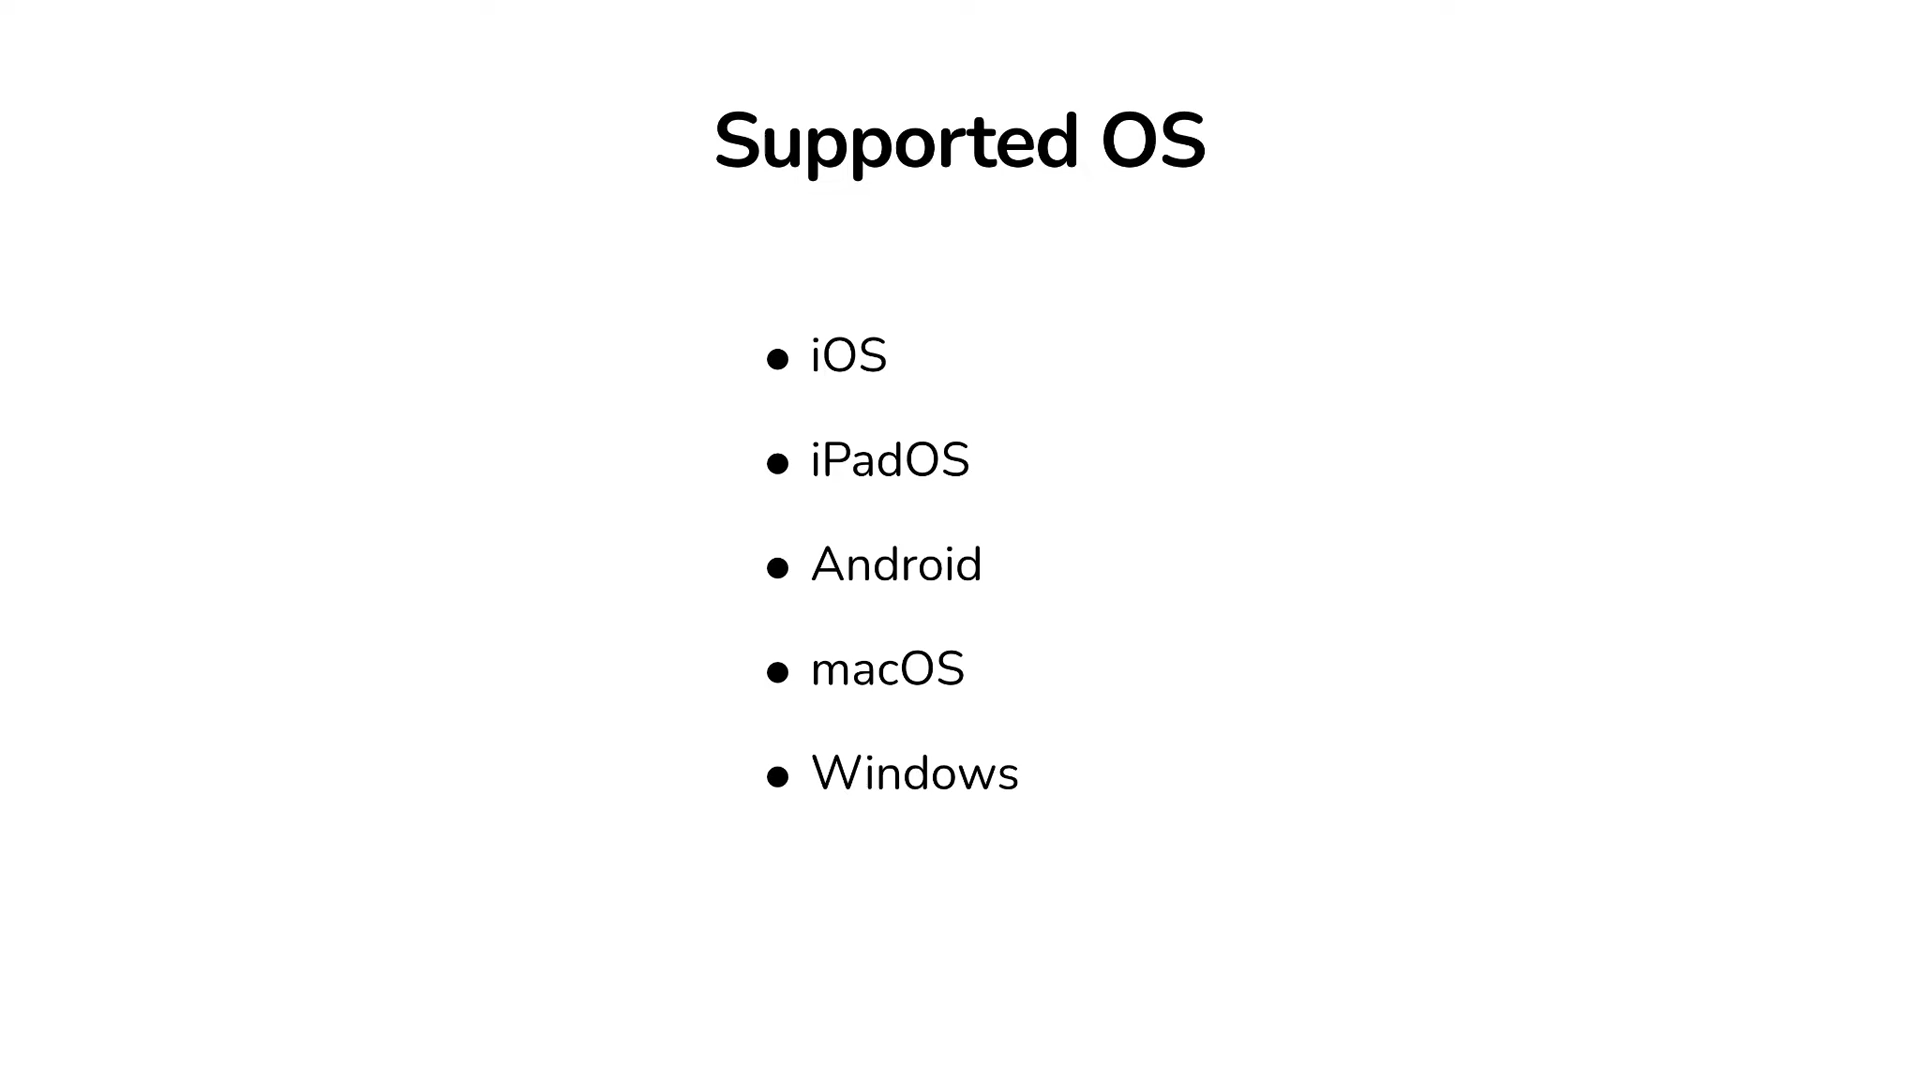 Supported OS
● iOS
● iPadOS
● Android
● macOS
● Windows